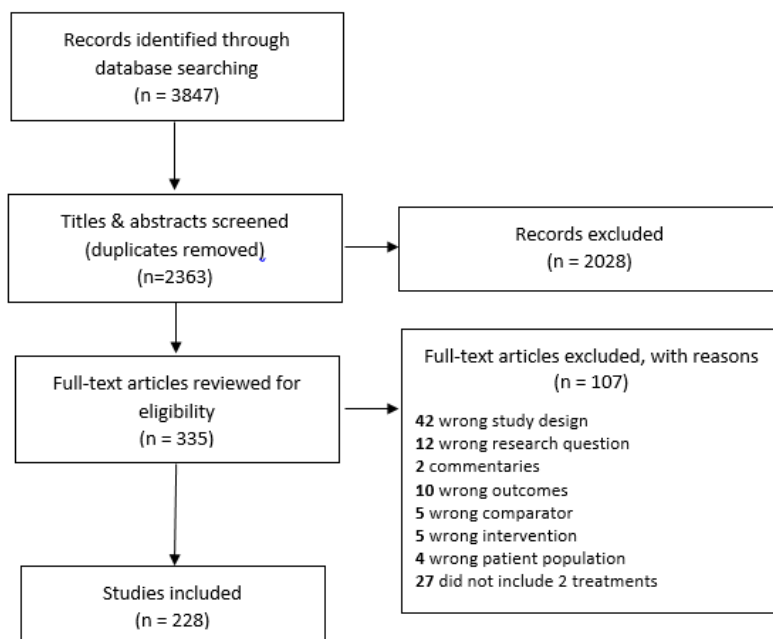 Records identified through
database searching
(n = 3847)
Titles & abstracts screened
(duplicates removed)
(n=2363)
Records excluded
(n = 2028)
Full-text articles reviewed for
eligibility
(n = 335)
Full-text articles excluded, with reasons
(n = 107)
42 wrong study design
12 wrong research question
2 commentaries
10 wrong outcomes
5 wrong comparator
5 wrong intervention
4 wrong patient population
27 did not include 2 treatments
Studies included
(n = 228)